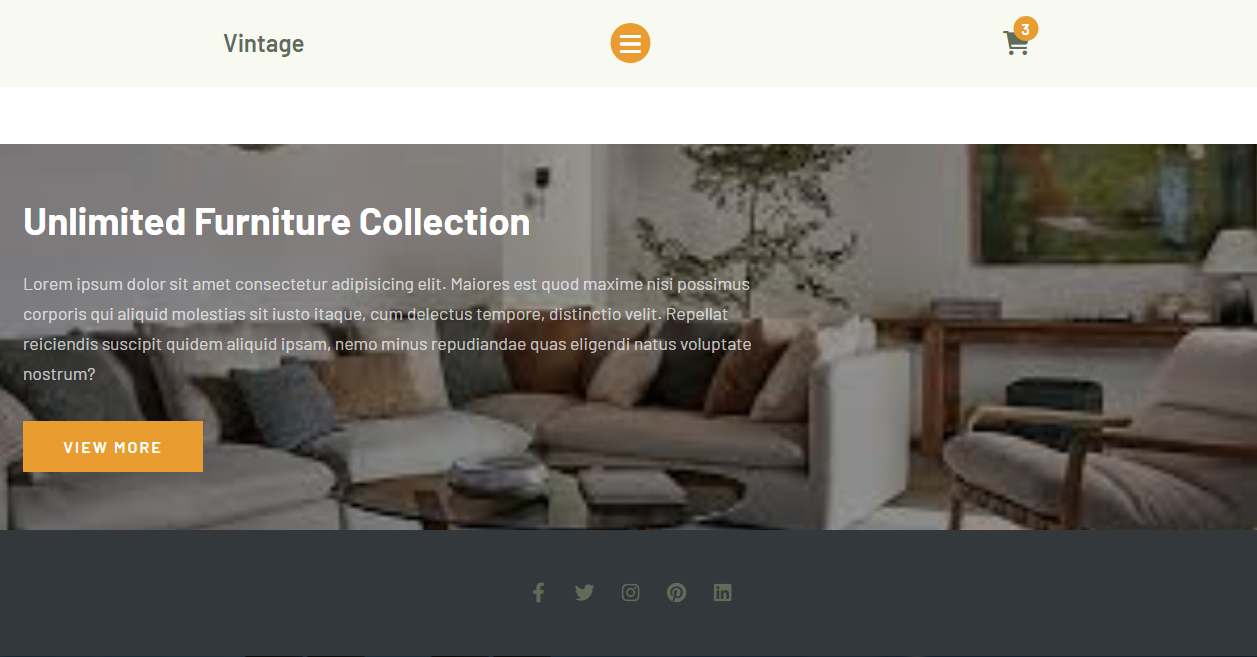 Vintage
3
Unlimited Furniture Collection
Lorem ipsum dolor sit amet consectetur adipisicing elit. Maiores est quod maxime nisi possimus
corporis qui aliquid molestias sit iusto itaque, cum delectus tempore, distinctio velit. Repellat
reiciendis suscipit quidem aliquid ipsam, nemo minus repudiandae quas eligendi natus voluptate
nostrum?
VIEW MORE